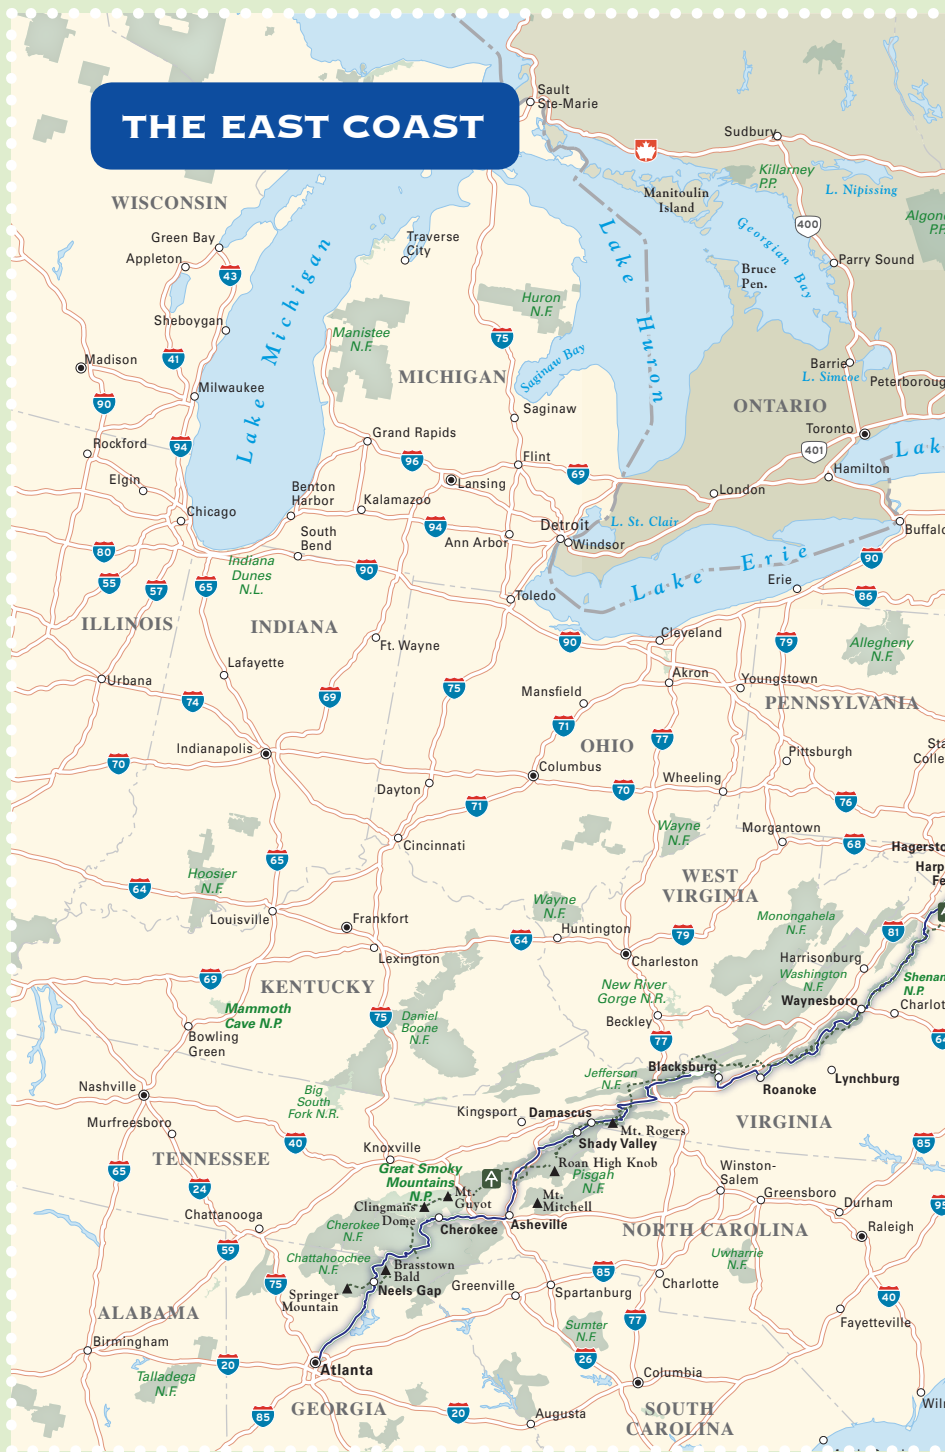 THE EAST COAST
Sault
Ste-Marie
Sudbury
Killarney
P.P.
L. Nipissing
Manitoulin
Island
WISCONSIN
400
Algon
P.P.
Georgian Bay
Green Bay
Traverse
City
Appleton
Lake Huron
Bruce
Pen.
Parry Sound
43
Lake Michigan
Huron
N.F.
Sheboygan
Manistee
N.F.
75
Saginaw Bay
Madison
41
Barrie
L. Simcoe
MICHIGAN
Peterboroug
Milwaukee
90
ONTARIO
Saginaw
Toronto
Grand Rapids
Rockford
94
401
Lak
96
Flint
69
Hamilton
Elgin
Lansing
Benton
Harbor
London
Kalamazoo
Chicago
94
Detroit
L. St. Clair
Buffalo
South
Bend
Ann Arbor
Windsor
80
Lake Erie
90
Indiana
Dunes
N.L.
90
55
57
65
Erie
86
Toledo
ILLINOIS
INDIANA
90
Cleveland
79
Allegheny
N.F.
Ft. Wayne
Lafayette
Akron
Urbana
Youngstown
75
Mansfield
74
69
PENNSYLVANIA
71
77
Indianapolis
OHIO
Pittsburgh
Sta
Colle
70
Columbus
Wheeling
Dayton
70
71
76
Wayne
N.F.
Morgantown
Cincinnati
68
Hagersto
65
Harp
Fe
Hoosier
N.F.
64
WEST
VIRGINIA
Wayne
N.F.
Louisville
Frankfort
Monongahela
N.F.
Huntington
64
79
81
Lexington
Charleston
Harrisonburg
69
Washington
N.F.
Shenan
N.P.
KENTUCKY
New River
Gorge N.R.
Mammoth
Cave N.P.
Waynesboro
Charlot
75
Daniel
Boone
N.F.
Beckley
Bowling
Green
77
64
Blacksburg
Jefferson
N.F.
Lynchburg
Nashville
Roanoke
Big
South
Fork N.R.
Kingsport
Damascus
Murfreesboro
Mt. Rogers
VIRGINIA
40
Shady Valley
85
Knoxville
TENNESSEE
65
Roan High Knob
Great Smoky
Mountains
N.P.
Pisgah
N.F.
Winston-
Salem
24
Mt.
Guyot
Mt.
Mitchell
Greensboro
Durham
95
Clingmans
Dome
Chattanooga
Asheville
Cherokee
Cherokee
N.F.
NORTH CAROLINA
Raleigh
59
Chattahoochee
N.F.
Uwharrie
N.F.
Brasstown
Bald
85
75
Neels Gap
Greenville
Spartanburg
Charlotte
Springer
Mountain
40
ALABAMA
Sumter
N.F.
77
Fayetteville
Birmingham
20
26
Atlanta
Talladega
N.F.
Columbia
Wiln
85
GEORGIA
20
Augusta
SOUTH
CAROLINA